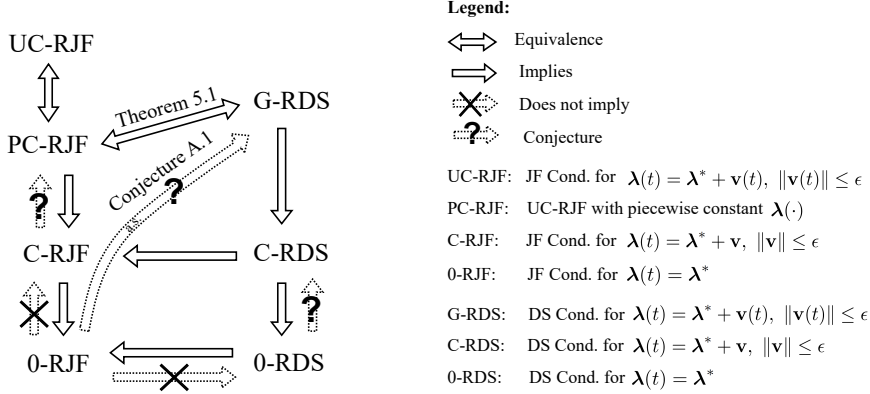 UC-RJF
PC-RJF
Theorem 5.1
G-RDS
Conjecture A.1
?
?
a.s.
C-RJF
C-RDS
?
0-RJF
0-RDS
Legend:
Equivalence
Implies
Does not imply
? Conjecture
UC-RJF: JF Cond. for λ(t) = λ* + v(t), ‖v(t)‖ ≤ ϵ
PC-RJF: UC-RJF with piecewise constant λ(·)
C-RJF: JF Cond. for λ(t) = λ* + v, ‖v‖ ≤ ϵ
0-RJF: JF Cond. for λ(t) = λ*
G-RDS: DS Cond. for λ(t) = λ* + v(t), ‖v(t)‖ ≤ ϵ
C-RDS: DS Cond. for λ(t) = λ* + v, ‖v‖ ≤ ϵ
0-RDS: DS Cond. for λ(t) = λ*